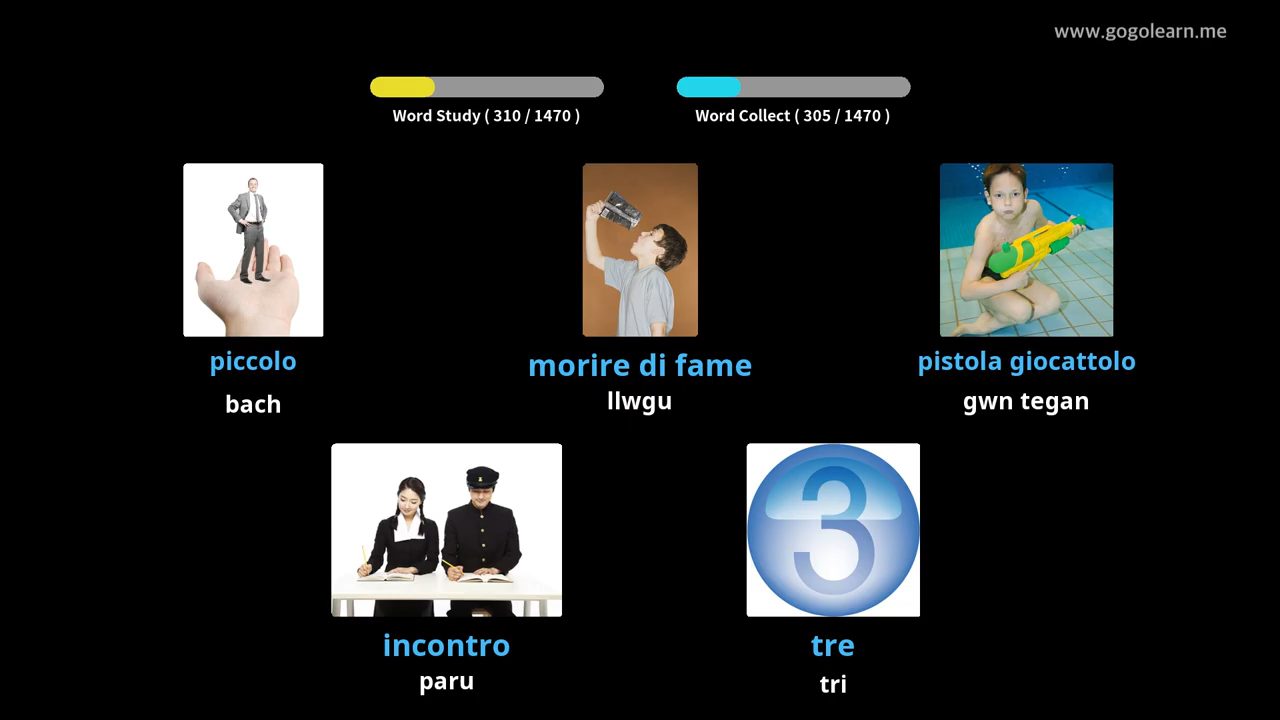 www.gogolearn.me
Word Study ( 310 / 1470 )
Word Collect ( 305 / 1470 )
piccolo
bach
morire di fame
llwgu
pistola giocattolo
gwn tegan
incontro
paru
3
tre
tri